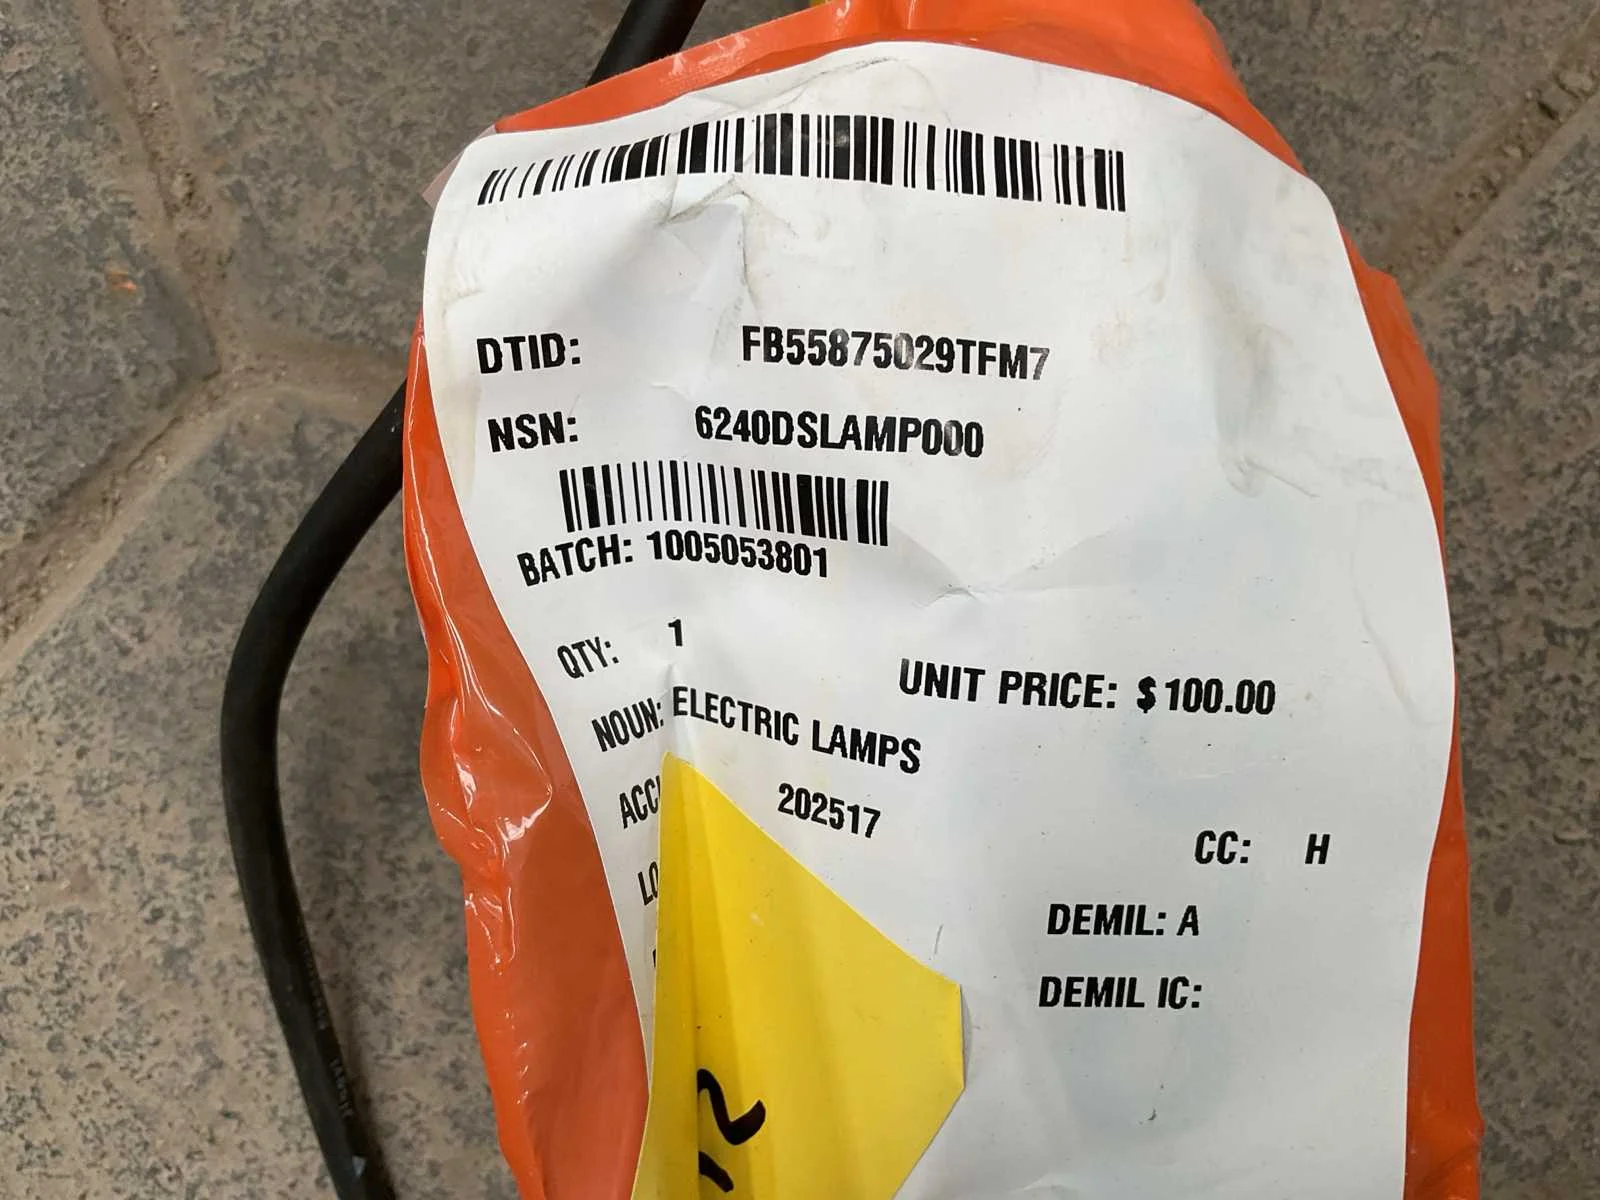 DTID: FB55875029TFM7
NSN: 6240DSLAMP000
BATCH: 1005053801
QTY: 1
UNIT PRICE: $100.00
NOUN: ELECTRIC LAMPS
202517
CC: H
DEMIL: A
DEMIL IC: